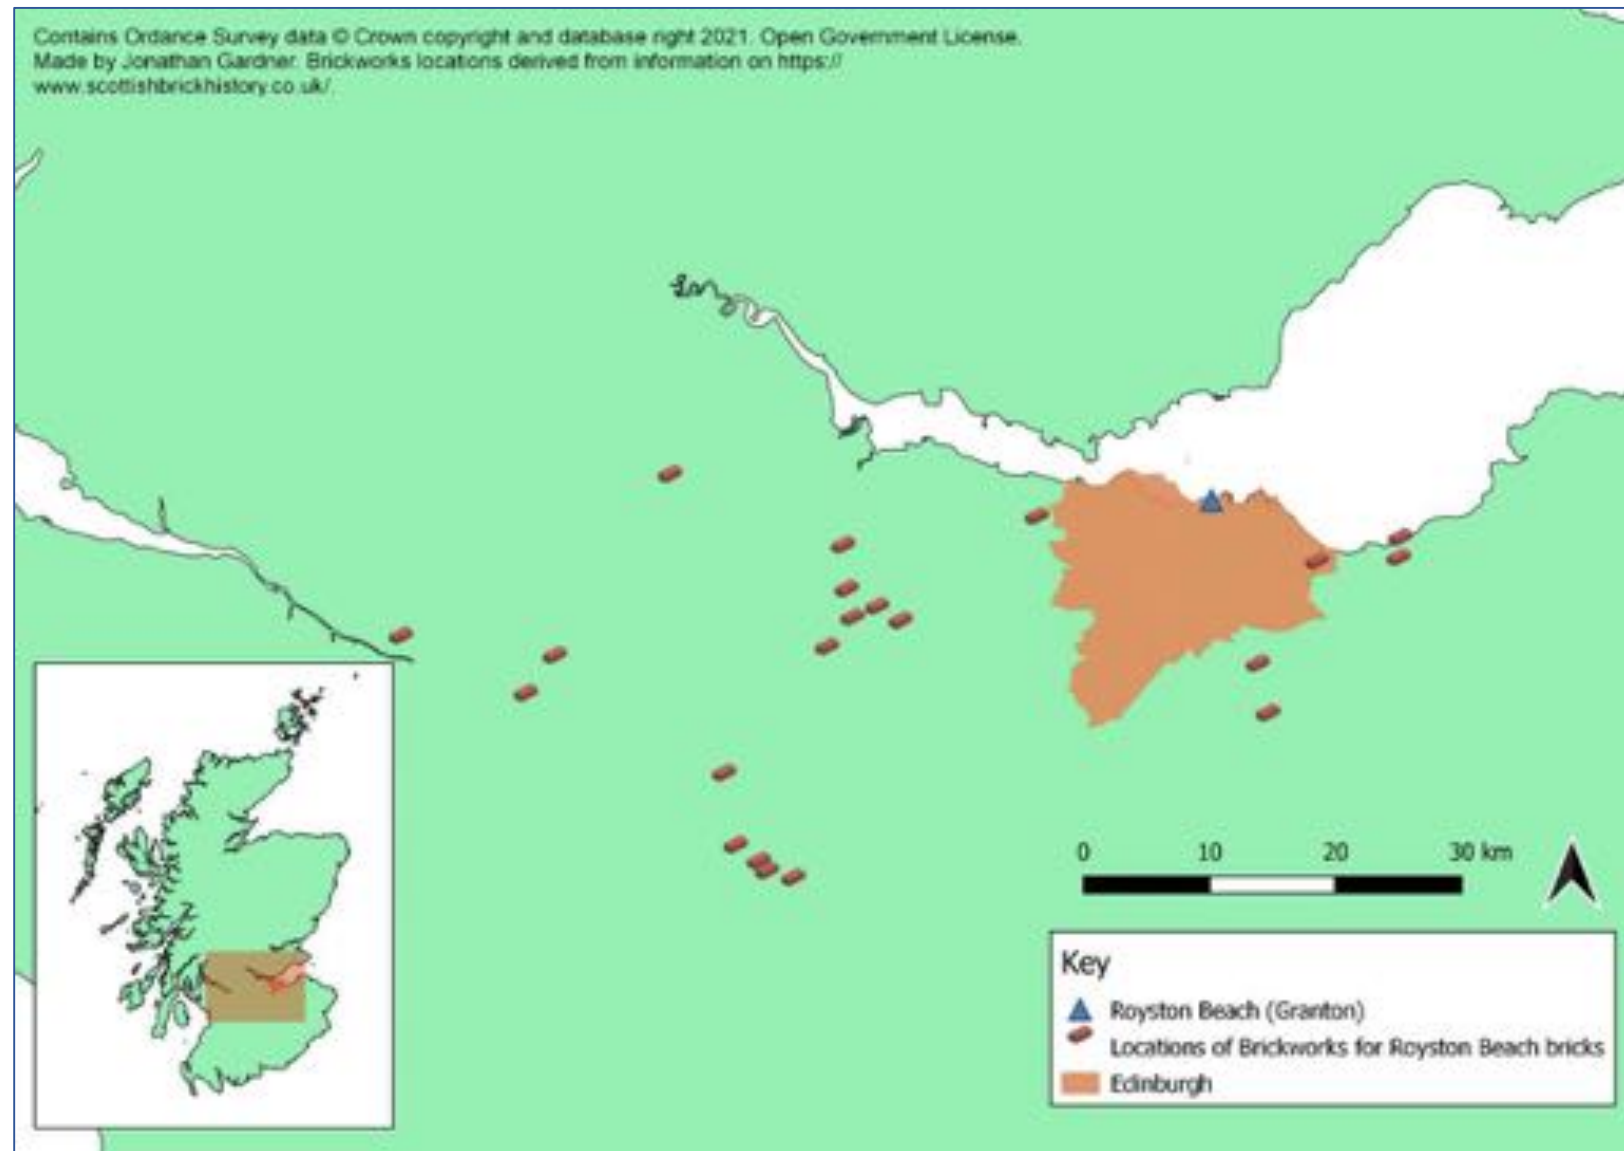 Contains Ordance Survey data © Crown copyright and database right 2021. Open Government License.
Made by Jonathan Gardner. Brickworks locations derived from information on https://
www.scottishbrickhistory.co.uk/.
0 10 20 30 km
Key
Royston Beach (Granton)
Locations of Brickworks for Royston Beach bricks
Edinburgh